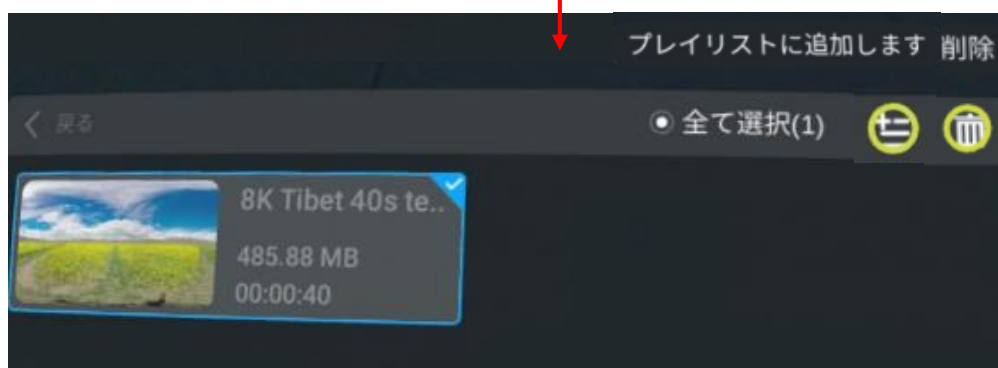 プレイリストに追加します 削除
戻る
全て選択(1)
8K Tibet 40s te..
485.88 MB
00:00:40